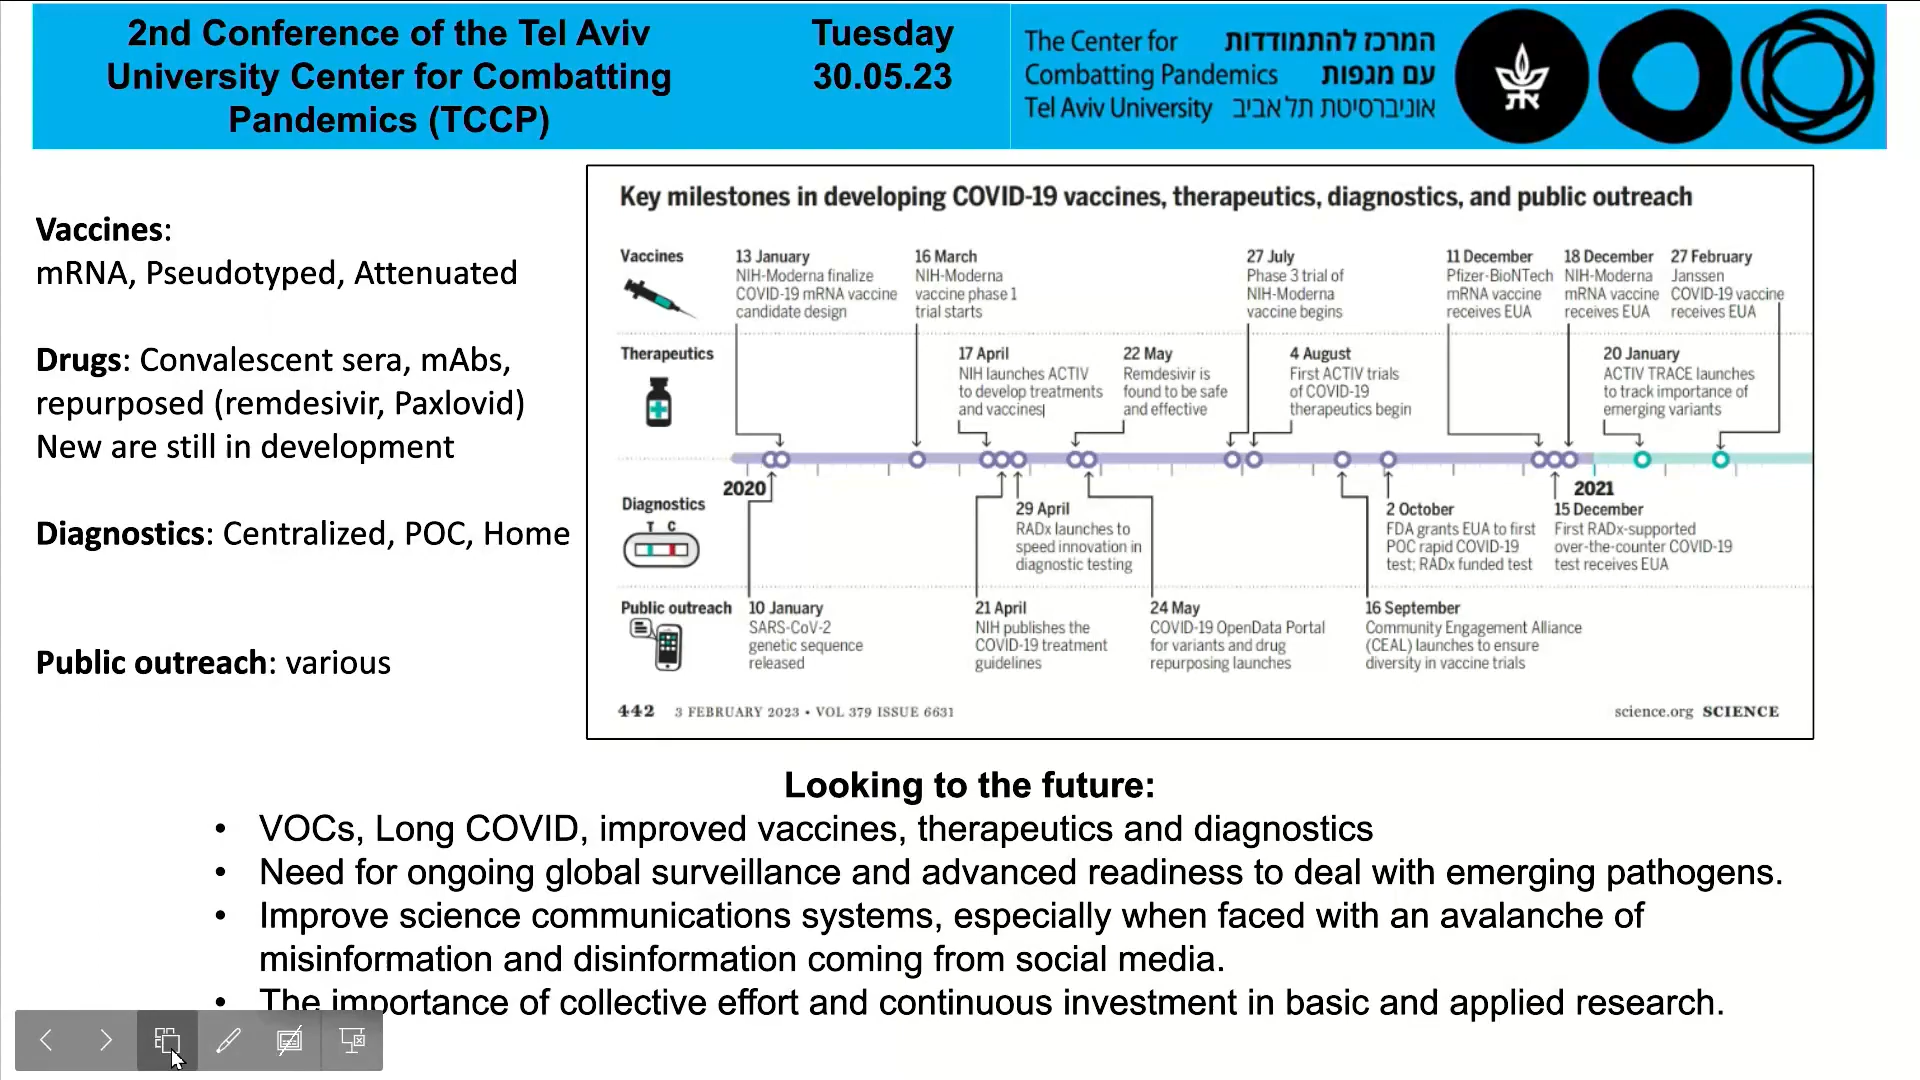 2nd Conference of the Tel Aviv
University Center for Combatting
Pandemics (TCCP)
Tuesday
30.05.23
The Center for
Combatting Pandemics
Tel Aviv University
המרכז להתמודדות
עם מגפות
אוניברסיטת תל אביב
Vaccines:
mRNA, Pseudotyped, Attenuated
Drugs: Convalescent sera, mAbs,
repurposed (remdesivir, Paxlovid)
New are still in development
Diagnostics: Centralized, POC, Home
Public outreach: various
Key milestones in developing COVID-19 vaccines, therapeutics, diagnostics, and public outreach
Vaccines
13 January
NIH-Moderna finalize
COVID-19 mRNA vaccine
candidate design
16 March
NIH-Moderna
vaccine phase 1
trial starts
27 July
Phase 3 trial of
NIH-Moderna
vaccine begins
11 December
Pfizer-BioNTech
mRNA vaccine
receives EUA
18 December
NIH-Moderna
mRNA vaccine
receives EUA
27 February
Janssen
COVID-19 vaccine
receives EUA
Therapeutics
17 April
NIH launches ACTIV
to develop treatments
and vaccines
22 May
Remdesivir is
found to be safe
and effective
4 August
First ACTIV trials
of COVID-19
therapeutics begin
20 January
ACTIV TRACE launches
to track importance of
emerging variants
2020
2021
Diagnostics
T C
29 April
RADx launches to
speed innovation in
diagnostic testing
2 October
FDA grants EUA to first
POC rapid COVID-19
test; RADx funded test
15 December
First RADx-supported
over-the-counter COVID-19
test receives EUA
Public outreach
10 January
SARS-CoV-2
genetic sequence
released
21 April
NIH publishes the
COVID-19 treatment
guidelines
24 May
COVID-19 OpenData Portal
for variants and drug
repurposing launches
16 September
Community Engagement Alliance
(CEAL) launches to ensure
diversity in vaccine trials
442 3 FEBRUARY 2023 • VOL 379 ISSUE 6631
science.org SCIENCE
Looking to the future:
• VOCs, Long COVID, improved vaccines, therapeutics and diagnostics
• Need for ongoing global surveillance and advanced readiness to deal with emerging pathogens.
• Improve science communications systems, especially when faced with an avalanche of
misinformation and disinformation coming from social media.
• The importance of collective effort and continuous investment in basic and applied research.